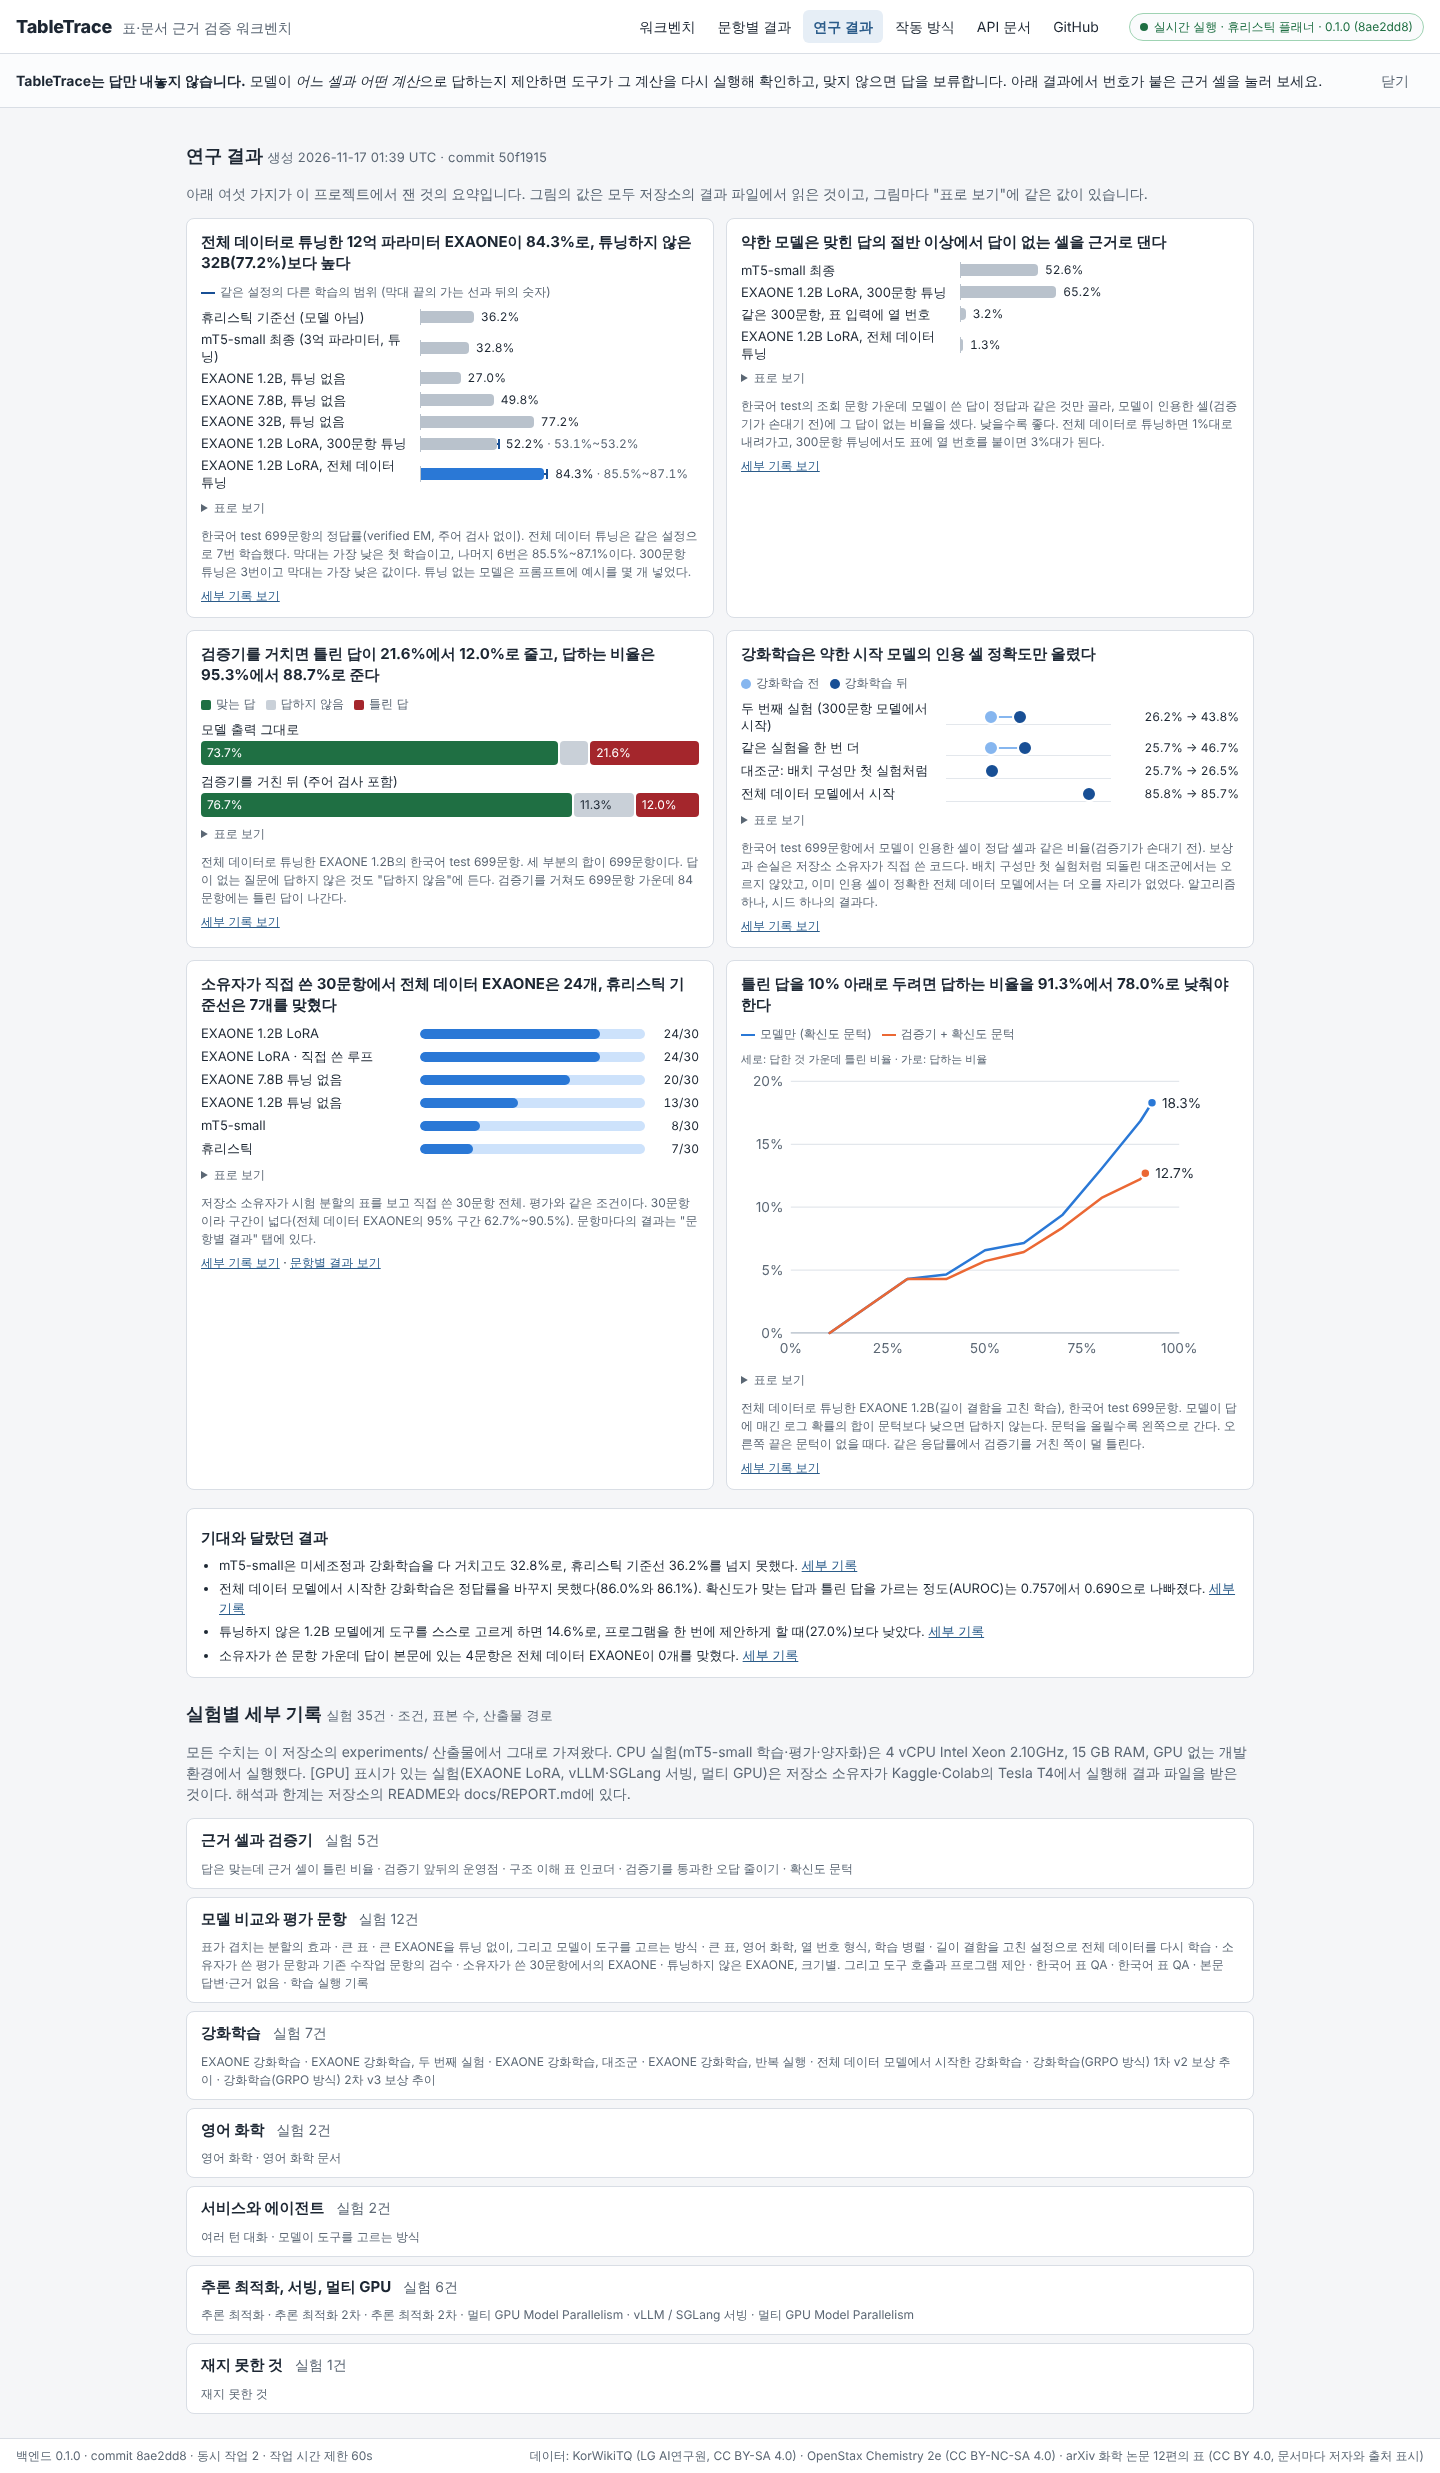 TableTrace 표·문서 근거 검증 워크벤치
워크벤치 문항별 결과 연구 결과 작동 방식 API 문서 GitHub
실시간 실행 · 휴리스틱 플래너 · 0.1.0 (8ae2dd8)
TableTrace는 답만 내놓지 않습니다. 모델이 어느 셀과 어떤 계산으로 답하는지 제안하면 도구가 그 계산을 다시 실행해 확인하고, 맞지 않으면 답을 보류합니다. 아래 결과에서 번호가 붙은 근거 셀을 눌러 보세요. 닫기
연구 결과 생성 2026-11-17 01:39 UTC · commit 50f1915
아래 여섯 가지가 이 프로젝트에서 잰 것의 요약입니다. 그림의 값은 모두 저장소의 결과 파일에서 읽은 것이고, 그림마다 "표로 보기"에 같은 값이 있습니다.
전체 데이터로 튜닝한 12억 파라미터 EXAONE이 84.3%로, 튜닝하지 않은
32B(77.2%)보다 높다
같은 설정의 다른 학습의 범위 (막대 끝의 가는 선과 뒤의 숫자)
휴리스틱 기준선 (모델 아님) 36.2%
mT5-small 최종 (3억 파라미터, 튜
닝) 32.8%
EXAONE 1.2B, 튜닝 없음 27.0%
EXAONE 7.8B, 튜닝 없음 49.8%
EXAONE 32B, 튜닝 없음 77.2%
EXAONE 1.2B LoRA, 300문항 튜닝 52.2% · 53.1%~53.2%
EXAONE 1.2B LoRA, 전체 데이터
튜닝 84.3% · 85.5%~87.1%
▶ 표로 보기
한국어 test 699문항의 정답률(verified EM, 주어 검사 없이). 전체 데이터 튜닝은 같은 설정으
로 7번 학습했다. 막대는 가장 낮은 첫 학습이고, 나머지 6번은 85.5%~87.1%이다. 300문항
튜닝은 3번이고 막대는 가장 낮은 값이다. 튜닝 없는 모델은 프롬프트에 예시를 몇 개 넣었다.
세부 기록 보기
약한 모델은 맞힌 답의 절반 이상에서 답이 없는 셀을 근거로 댄다
mT5-small 최종 52.6%
EXAONE 1.2B LoRA, 300문항 튜닝 65.2%
같은 300문항, 표 입력에 열 번호 3.2%
EXAONE 1.2B LoRA, 전체 데이터
튜닝 1.3%
▶ 표로 보기
한국어 test의 조회 문항 가운데 모델이 쓴 답이 정답과 같은 것만 골라, 모델이 인용한 셀(검증
기가 손대기 전)에 그 답이 없는 비율을 셌다. 낮을수록 좋다. 전체 데이터로 튜닝하면 1%대로
내려가고, 300문항 튜닝에서도 표에 열 번호를 붙이면 3%대가 된다.
세부 기록 보기
검증기를 거치면 틀린 답이 21.6%에서 12.0%로 줄고, 답하는 비율은
95.3%에서 88.7%로 준다
맞는 답 답하지 않음 틀린 답
모델 출력 그대로
73.7% 21.6%
검증기를 거친 뒤 (주어 검사 포함)
76.7% 11.3% 12.0%
▶ 표로 보기
전체 데이터로 튜닝한 EXAONE 1.2B의 한국어 test 699문항. 세 부분의 합이 699문항이다. 답
이 없는 질문에 답하지 않은 것도 "답하지 않음"에 든다. 검증기를 거쳐도 699문항 가운데 84
문항에는 틀린 답이 나간다.
세부 기록 보기
강화학습은 약한 시작 모델의 인용 셀 정확도만 올렸다
강화학습 전 강화학습 뒤
두 번째 실험 (300문항 모델에서
시작) 26.2% → 43.8%
같은 실험을 한 번 더 25.7% → 46.7%
대조군: 배치 구성만 첫 실험처럼 25.7% → 26.5%
전체 데이터 모델에서 시작 85.8% → 85.7%
▶ 표로 보기
한국어 test 699문항에서 모델이 인용한 셀이 정답 셀과 같은 비율(검증기가 손대기 전). 보상
과 손실은 저장소 소유자가 직접 쓴 코드다. 배치 구성만 첫 실험처럼 되돌린 대조군에서는 오
르지 않았고, 이미 인용 셀이 정확한 전체 데이터 모델에서는 더 오를 자리가 없었다. 알고리즘
하나, 시드 하나의 결과다.
세부 기록 보기
소유자가 직접 쓴 30문항에서 전체 데이터 EXAONE은 24개, 휴리스틱 기
준선은 7개를 맞혔다
EXAONE 1.2B LoRA 24/30
EXAONE LoRA · 직접 쓴 루프 24/30
EXAONE 7.8B 튜닝 없음 20/30
EXAONE 1.2B 튜닝 없음 13/30
mT5-small 8/30
휴리스틱 7/30
▶ 표로 보기
저장소 소유자가 시험 분할의 표를 보고 직접 쓴 30문항 전체. 평가와 같은 조건이다. 30문항
이라 구간이 넓다(전체 데이터 EXAONE의 95% 구간 62.7%~90.5%). 문항마다의 결과는 "문
항별 결과" 탭에 있다.
세부 기록 보기 · 문항별 결과 보기
틀린 답을 10% 아래로 두려면 답하는 비율을 91.3%에서 78.0%로 낮춰야
한다
모델만 (확신도 문턱) 검증기 + 확신도 문턱
세로: 답한 것 가운데 틀린 비율 · 가로: 답하는 비율
20%
18.3%
15%
12.7%
10%
5%
0%
0% 25% 50% 75% 100%
▶ 표로 보기
전체 데이터로 튜닝한 EXAONE 1.2B(길이 결함을 고친 학습), 한국어 test 699문항. 모델이 답
에 매긴 로그 확률의 합이 문턱보다 낮으면 답하지 않는다. 문턱을 올릴수록 왼쪽으로 간다. 오
른쪽 끝은 문턱이 없을 때다. 같은 응답률에서 검증기를 거친 쪽이 덜 틀린다.
세부 기록 보기
기대와 달랐던 결과
• mT5-small은 미세조정과 강화학습을 다 거치고도 32.8%로, 휴리스틱 기준선 36.2%를 넘지 못했다. 세부 기록
• 전체 데이터 모델에서 시작한 강화학습은 정답률을 바꾸지 못했다(86.0%와 86.1%). 확신도가 맞는 답과 틀린 답을 가르는 정도(AUROC)는 0.757에서 0.690으로 나빠졌다. 세부
기록
• 튜닝하지 않은 1.2B 모델에게 도구를 스스로 고르게 하면 14.6%로, 프로그램을 한 번에 제안하게 할 때(27.0%)보다 낮았다. 세부 기록
• 소유자가 쓴 문항 가운데 답이 본문에 있는 4문항은 전체 데이터 EXAONE이 0개를 맞혔다. 세부 기록
실험별 세부 기록 실험 35건 · 조건, 표본 수, 산출물 경로
모든 수치는 이 저장소의 experiments/ 산출물에서 그대로 가져왔다. CPU 실험(mT5-small 학습·평가·양자화)은 4 vCPU Intel Xeon 2.10GHz, 15 GB RAM, GPU 없는 개발
환경에서 실행했다. [GPU] 표시가 있는 실험(EXAONE LoRA, vLLM·SGLang 서빙, 멀티 GPU)은 저장소 소유자가 Kaggle·Colab의 Tesla T4에서 실행해 결과 파일을 받은
것이다. 해석과 한계는 저장소의 README와 docs/REPORT.md에 있다.
근거 셀과 검증기 실험 5건
답은 맞는데 근거 셀이 틀린 비율 · 검증기 앞뒤의 운영점 · 구조 이해 표 인코더 · 검증기를 통과한 오답 줄이기 · 확신도 문턱
모델 비교와 평가 문항 실험 12건
표가 겹치는 분할의 효과 · 큰 표 · 큰 EXAONE을 튜닝 없이, 그리고 모델이 도구를 고르는 방식 · 큰 표, 영어 화학, 열 번호 형식, 학습 병렬 · 길이 결함을 고친 설정으로 전체 데이터를 다시 학습 · 소
유자가 쓴 평가 문항과 기존 수작업 문항의 검수 · 소유자가 쓴 30문항에서의 EXAONE · 튜닝하지 않은 EXAONE, 크기별. 그리고 도구 호출과 프로그램 제안 · 한국어 표 QA · 한국어 표 QA · 본문
답변·근거 없음 · 학습 실행 기록
강화학습 실험 7건
EXAONE 강화학습 · EXAONE 강화학습, 두 번째 실험 · EXAONE 강화학습, 대조군 · EXAONE 강화학습, 반복 실행 · 전체 데이터 모델에서 시작한 강화학습 · 강화학습(GRPO 방식) 1차 v2 보상 추
이 · 강화학습(GRPO 방식) 2차 v3 보상 추이
영어 화학 실험 2건
영어 화학 · 영어 화학 문서
서비스와 에이전트 실험 2건
여러 턴 대화 · 모델이 도구를 고르는 방식
추론 최적화, 서빙, 멀티 GPU 실험 6건
추론 최적화 · 추론 최적화 2차 · 추론 최적화 2차 · 멀티 GPU Model Parallelism · vLLM / SGLang 서빙 · 멀티 GPU Model Parallelism
재지 못한 것 실험 1건
재지 못한 것
백엔드 0.1.0 · commit 8ae2dd8 · 동시 작업 2 · 작업 시간 제한 60s
데이터: KorWikiTQ (LG AI연구원, CC BY-SA 4.0) · OpenStax Chemistry 2e (CC BY-NC-SA 4.0) · arXiv 화학 논문 12편의 표 (CC BY 4.0, 문서마다 저자와 출처 표시)